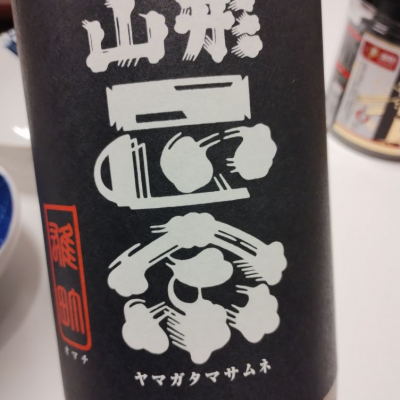 山形
正宗
雄町
オマチ
ヤマガタマサムネ